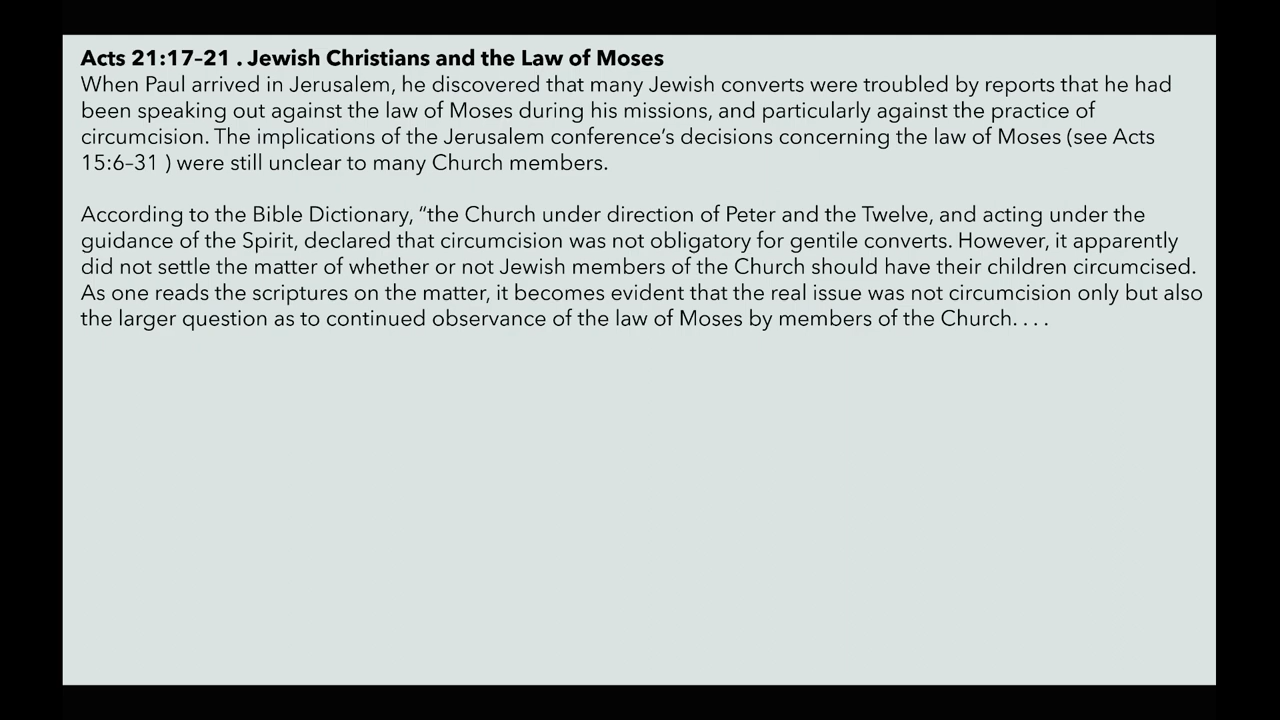 Acts 21:17–21 . Jewish Christians and the Law of Moses
When Paul arrived in Jerusalem, he discovered that many Jewish converts were troubled by reports that he had
been speaking out against the law of Moses during his missions, and particularly against the practice of
circumcision. The implications of the Jerusalem conference’s decisions concerning the law of Moses (see Acts
15:6–31 ) were still unclear to many Church members.
According to the Bible Dictionary, “the Church under direction of Peter and the Twelve, and acting under the
guidance of the Spirit, declared that circumcision was not obligatory for gentile converts. However, it apparently
did not settle the matter of whether or not Jewish members of the Church should have their children circumcised.
As one reads the scriptures on the matter, it becomes evident that the real issue was not circumcision only but also
the larger question as to continued observance of the law of Moses by members of the Church. . . .